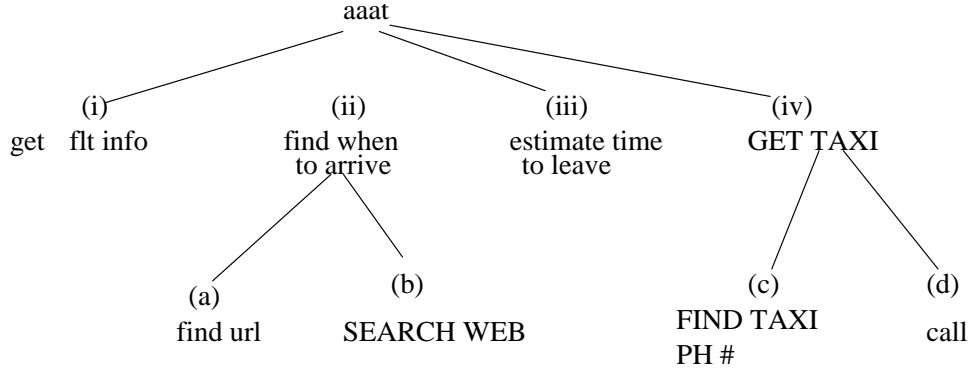 aaat
(i) (ii) (iii) (iv)
get flt info find when estimate time GET TAXI
to arrive to leave
(a) (b) (c) (d)
find url SEARCH WEB FIND TAXI call
PH #